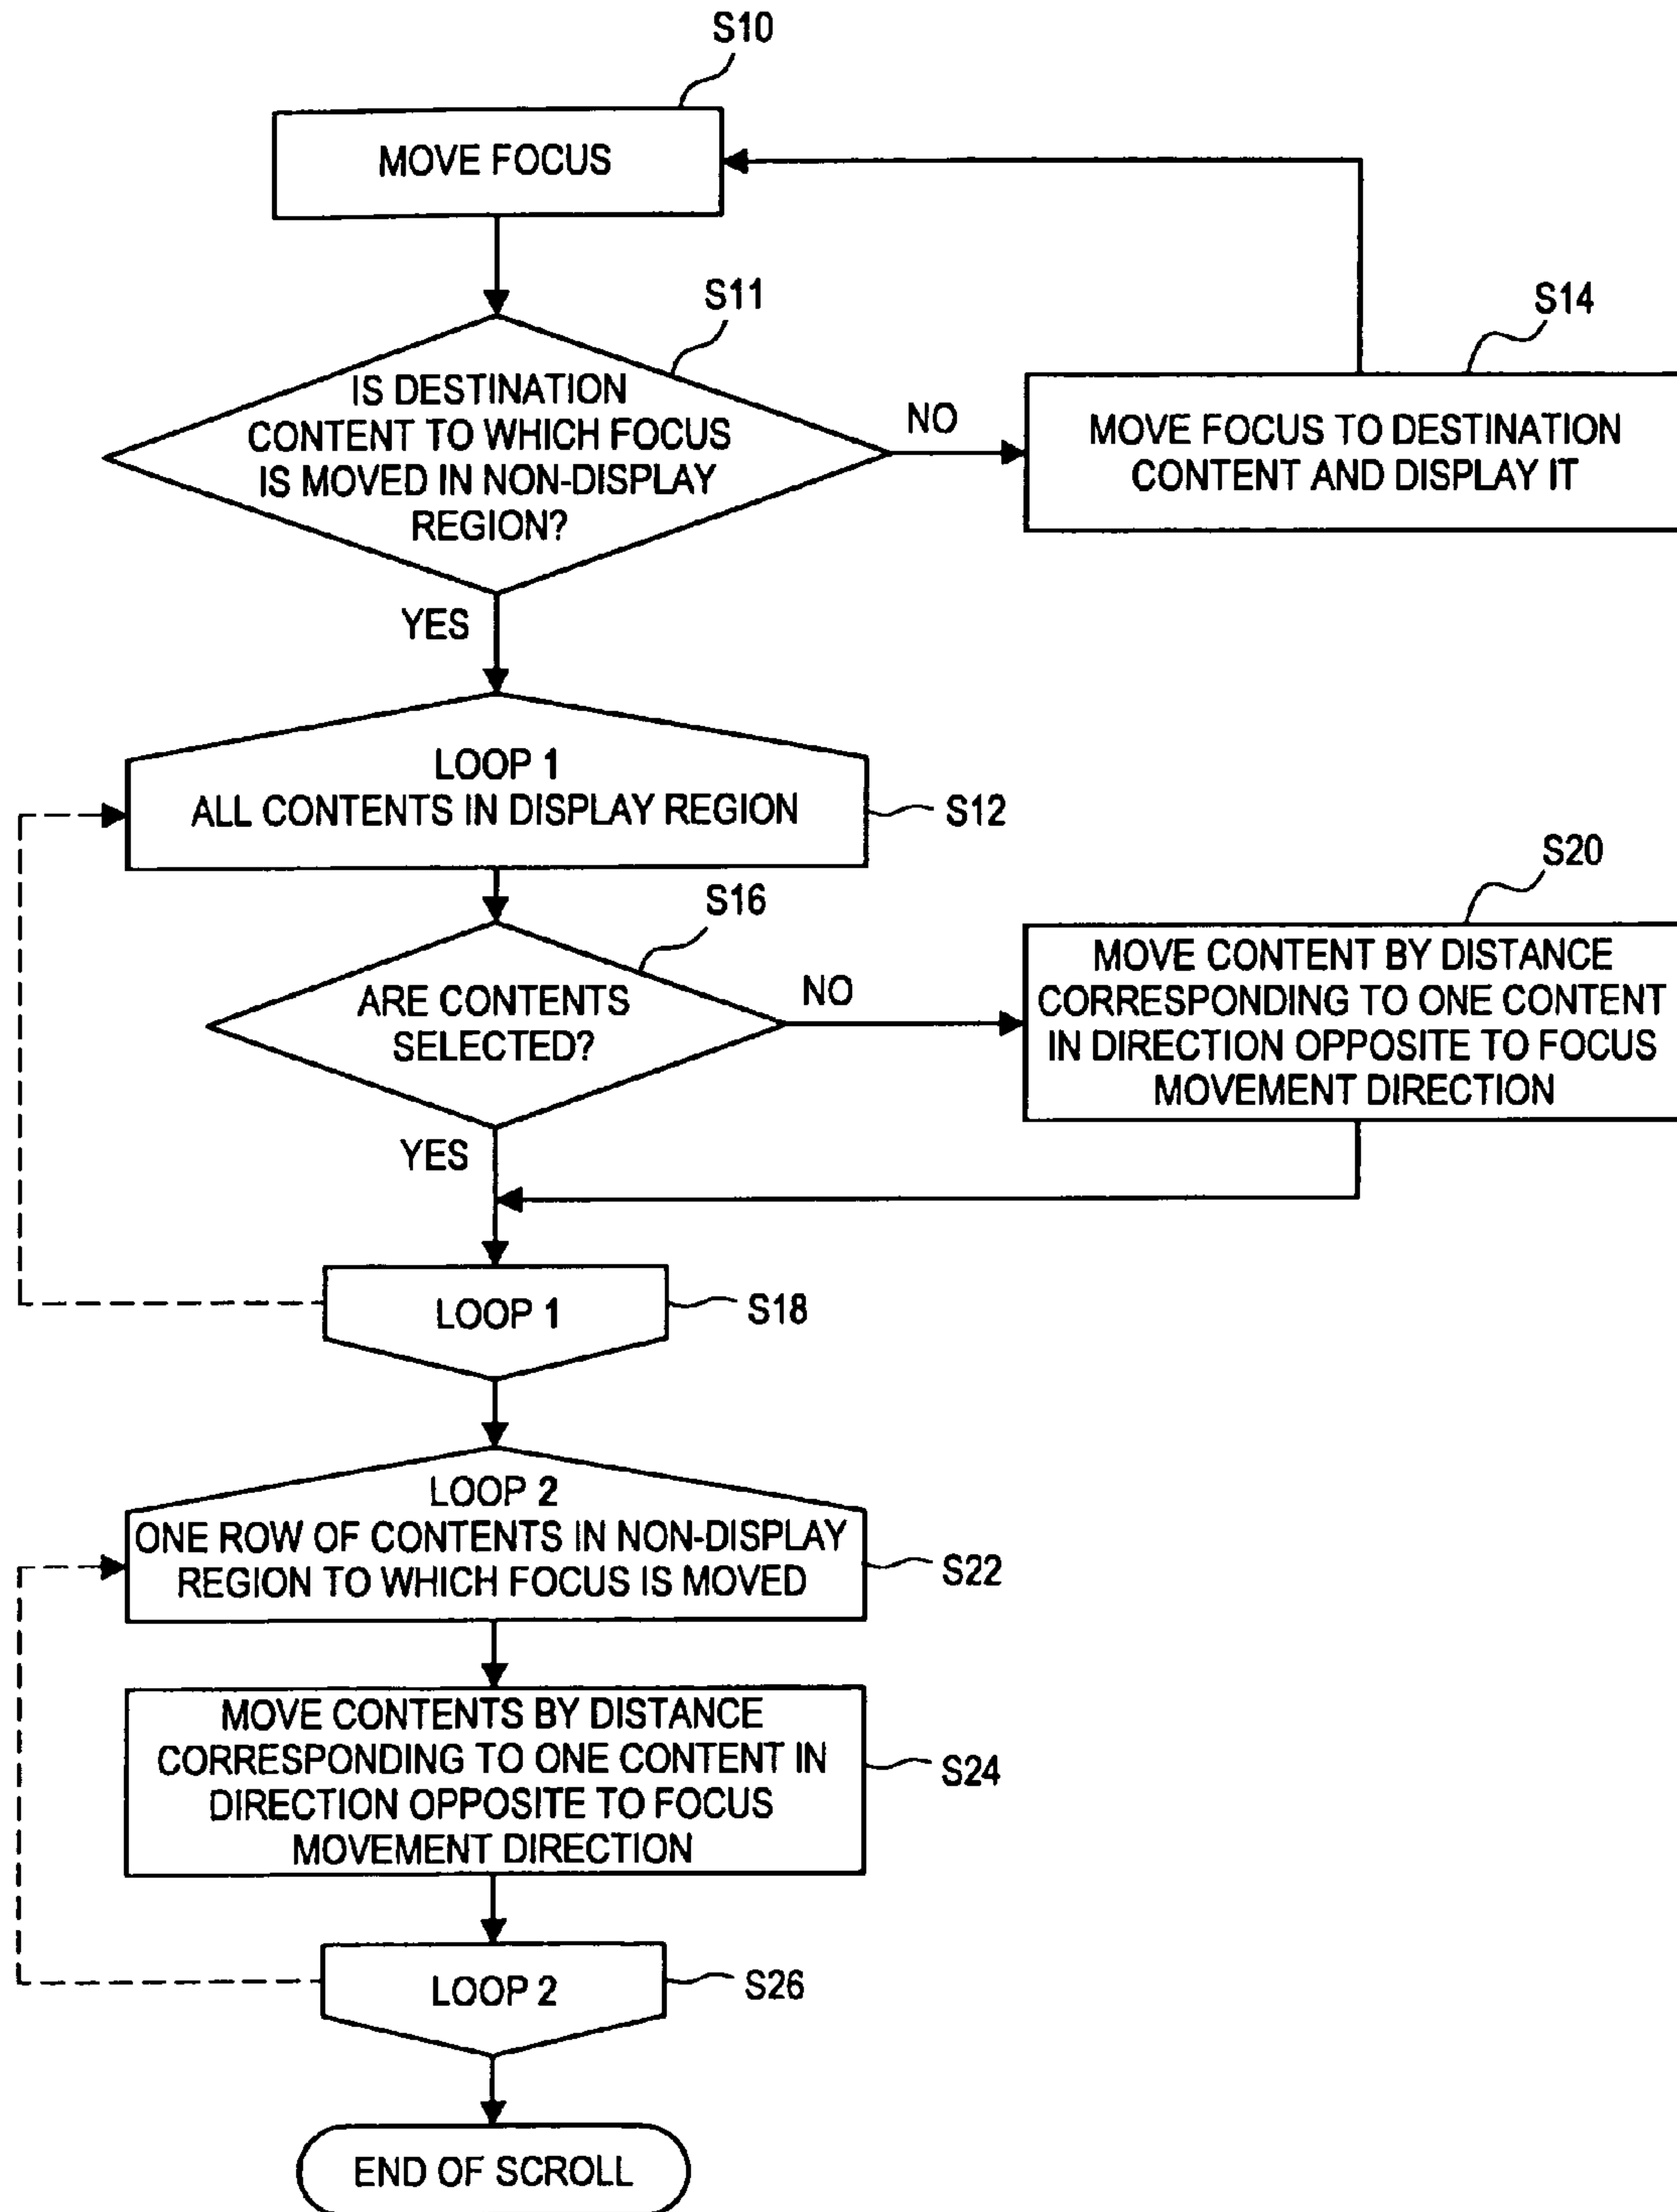 S10
MOVE FOCUS
S11
IS DESTINATION
CONTENT TO WHICH FOCUS
IS MOVED IN NON-DISPLAY
REGION?
NO
S14
MOVE FOCUS TO DESTINATION
CONTENT AND DISPLAY IT
YES
LOOP 1
ALL CONTENTS IN DISPLAY REGION
S12
S16
ARE CONTENTS
SELECTED?
NO
S20
MOVE CONTENT BY DISTANCE
CORRESPONDING TO ONE CONTENT
IN DIRECTION OPPOSITE TO FOCUS
MOVEMENT DIRECTION
YES
LOOP 1
S18
LOOP 2
ONE ROW OF CONTENTS IN NON-DISPLAY
REGION TO WHICH FOCUS IS MOVED
S22
MOVE CONTENTS BY DISTANCE
CORRESPONDING TO ONE CONTENT IN
DIRECTION OPPOSITE TO FOCUS
MOVEMENT DIRECTION
S24
LOOP 2
S26
END OF SCROLL